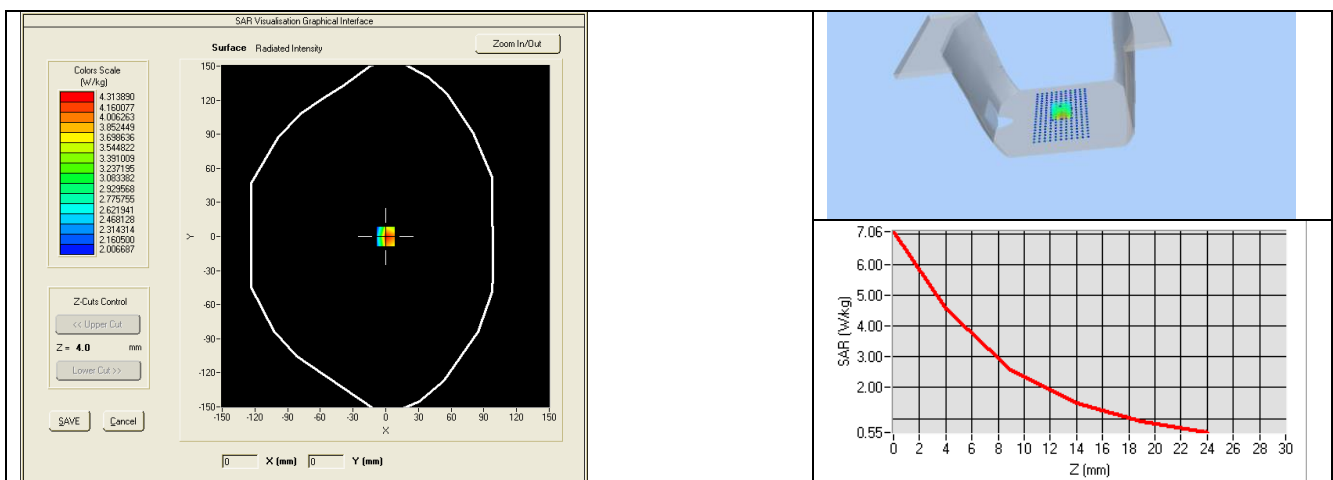 SAR Visualisation Graphical Interface
Surface Radiated Intensity
Zoom In/Out
Colors Scale
(W/kg)
4.313890
4.160077
4.006263
3.852449
3.698636
3.544822
3.391009
3.237195
3.083382
2.929568
2.775755
2.621941
2.468128
2.314314
2.160500
2.006687
Z-Cuts Control
<< Upper Cut
Z = 4.0 mm
Lower Cut >>
SAVE Cancel
150
120
90
60
30
Y 0
-30
-60
-90
-120
-150
-150 -120 -90 -60 -30 0 30 60 90 120 150
X
0 X (mm) 0 Y (mm)
7.06
6.00
5.00
4.00
3.00
2.00
0.55
SAR (W/kg)
0 2 4 6 8 10 12 14 16 18 20 22 24 26 28 30
Z (mm)